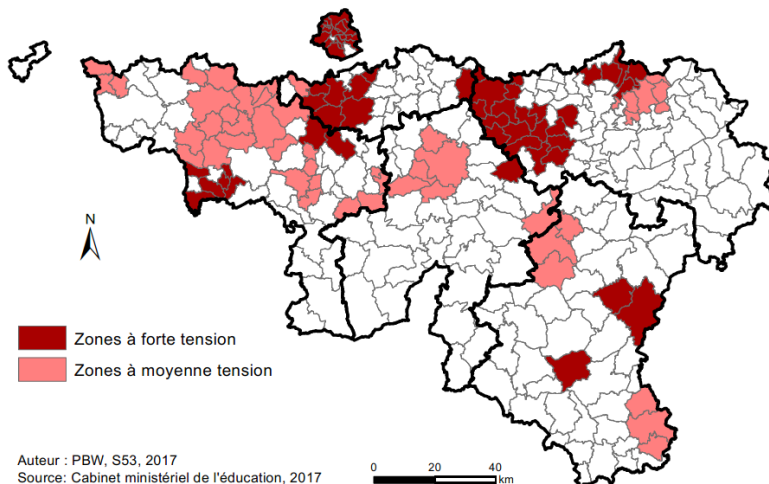 N
Zones à forte tension
Zones à moyenne tension
Auteur : PBW, S53, 2017
Source: Cabinet ministériel de l'éducation, 2017
0 20 40
km